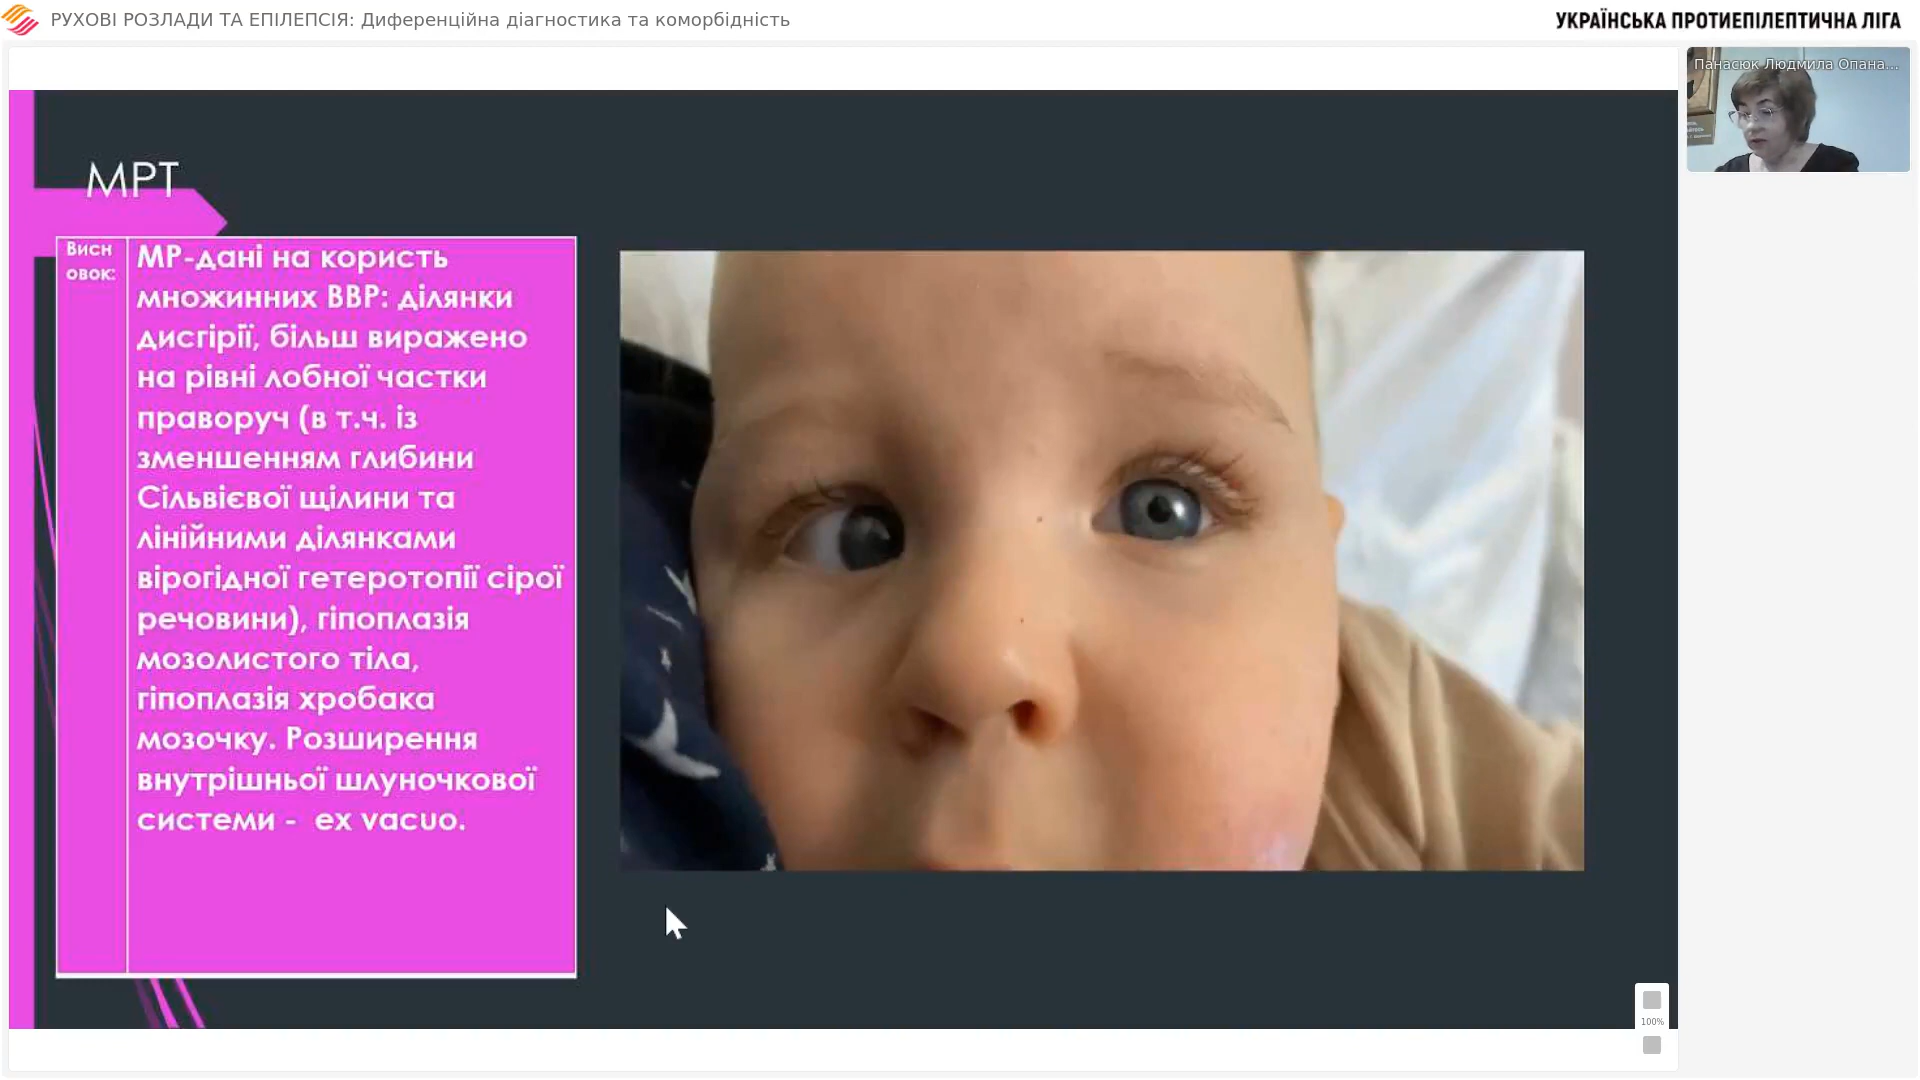 РУХОВІ РОЗЛАДИ ТА ЕПІЛЕПСІЯ: Диференційна діагностика та коморбідність
УКРАЇНСЬКА ПРОТИЕПІЛЕПТИЧНА ЛІГА
Панасюк Людмила Опана...
МРТ
Висн
овок:
МР-дані на користь
множинних ВВР: ділянки
дисгірії, більш виражено
на рівні лобної частки
праворуч (в т.ч. із
зменшенням глибини
Сільвієвої щілини та
лінійними ділянками
вірогідної гетеротопії сірої
речовини), гіпоплазія
мозолистого тіла,
гіпоплазія хробака
мозочку. Розширення
внутрішньої шлуночкової
системи - ex vacuo.
100%